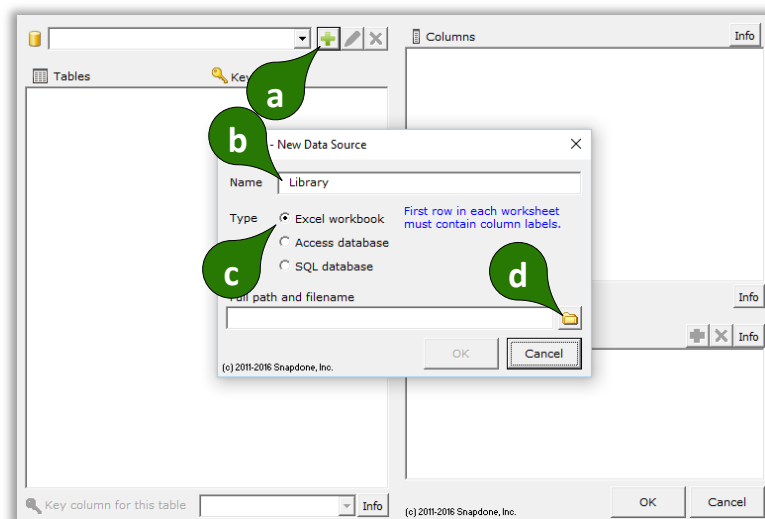 Columns
Info
Tables
Key
a
b
- New Data Source
Name Library
Type Excel workbook
First row in each worksheet
must contain column labels.
Access database
c
SQL database
d
path and filename
Info
Info
OK Cancel
(c) 2011-2016 Snapdone, Inc.
Key column for this table
Info
(c) 2011-2016 Snapdone, Inc.
OK Cancel